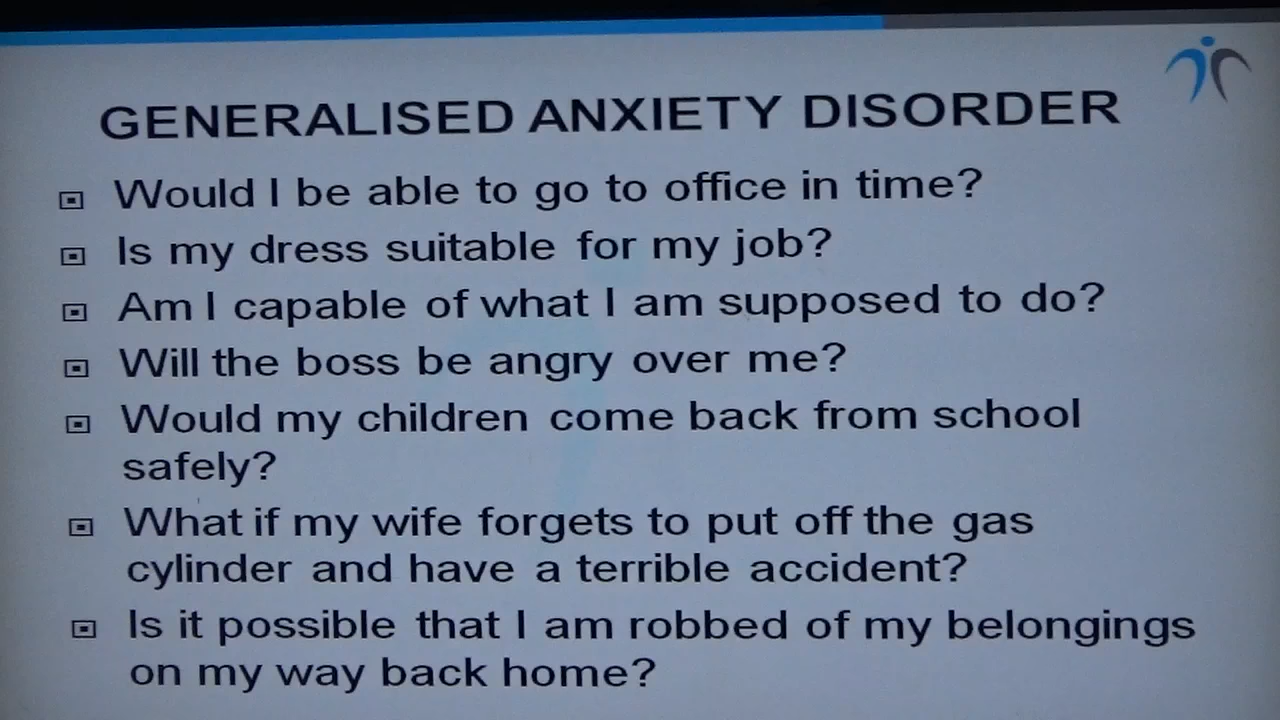 GENERALISED ANXIETY DISORDER
Would I be able to go to office in time?
Is my dress suitable for my job?
Am I capable of what I am supposed to do?
Will the boss be angry over me?
Would my children come back from school
safely?
What if my wife forgets to put off the gas
cylinder and have a terrible accident?
Is it possible that I am robbed of my belongings
on my way back home?